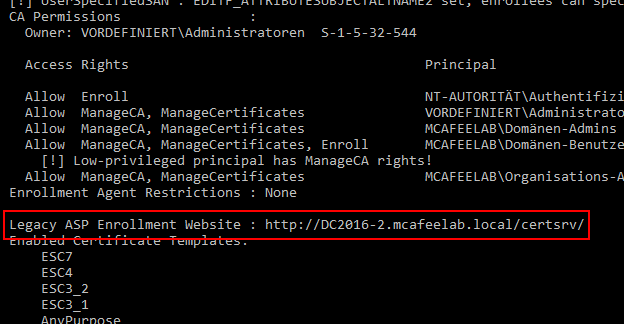 [!] UserSpecifiedSAN : EDITF_ATTRIBUTESUBJECTALTNAME2 set, enrollees can spec
CA Permissions :
Owner: VORDEFINIERT\Administratoren S-1-5-32-544
Access Rights Principal
Allow Enroll NT-AUTORITÄT\Authentifizi
Allow ManageCA, ManageCertificates VORDEFINIERT\Administrato
Allow ManageCA, ManageCertificates MCAFEELAB\Domänen-Admins
Allow ManageCA, ManageCertificates, Enroll MCAFEELAB\Domänen-Benutze
[!] Low-privileged principal has ManageCA rights!
Allow ManageCA, ManageCertificates MCAFEELAB\Organisations-A
Enrollment Agent Restrictions : None
Legacy ASP Enrollment Website : http://DC2016-2.mcafeelab.local/certsrv/
Enabled Certificate Templates:
ESC7
ESC4
ESC3_2
ESC3_1
AnyPurpose